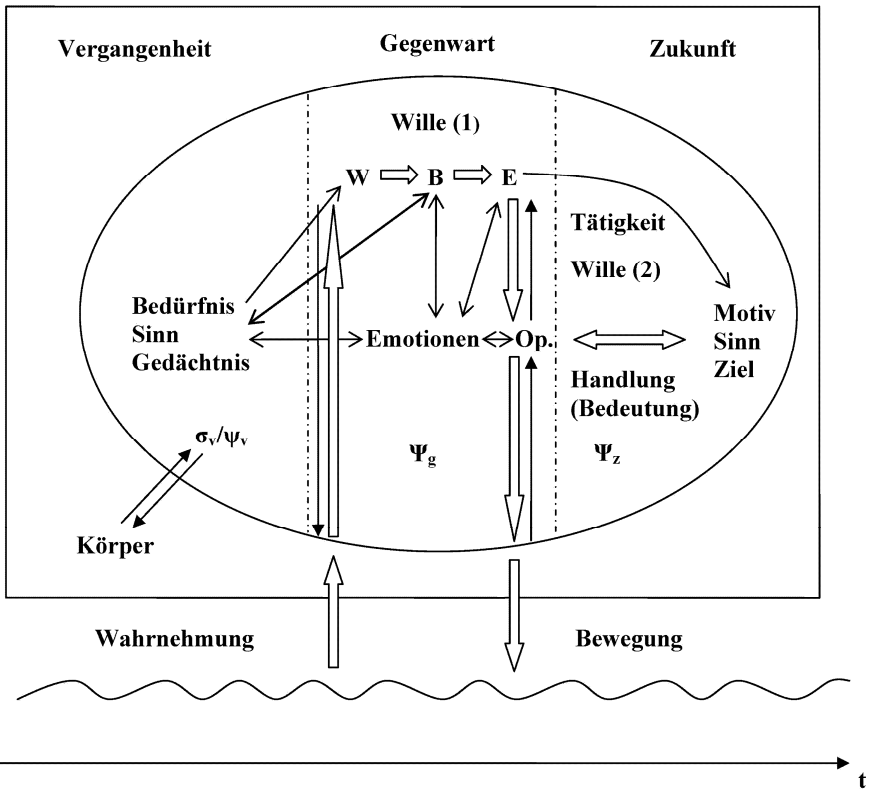 Vergangenheit
Gegenwart
Zukunft
Wille (1)
W
B
E
Tätigkeit
Wille (2)
Bedürfnis
Sinn
Gedächtnis
Emotionen
Op.
Motiv
Sinn
Ziel
Handlung
(Bedeutung)
σv/ψv
Ψg
Ψz
Körper
Wahrnehmung
Bewegung
t